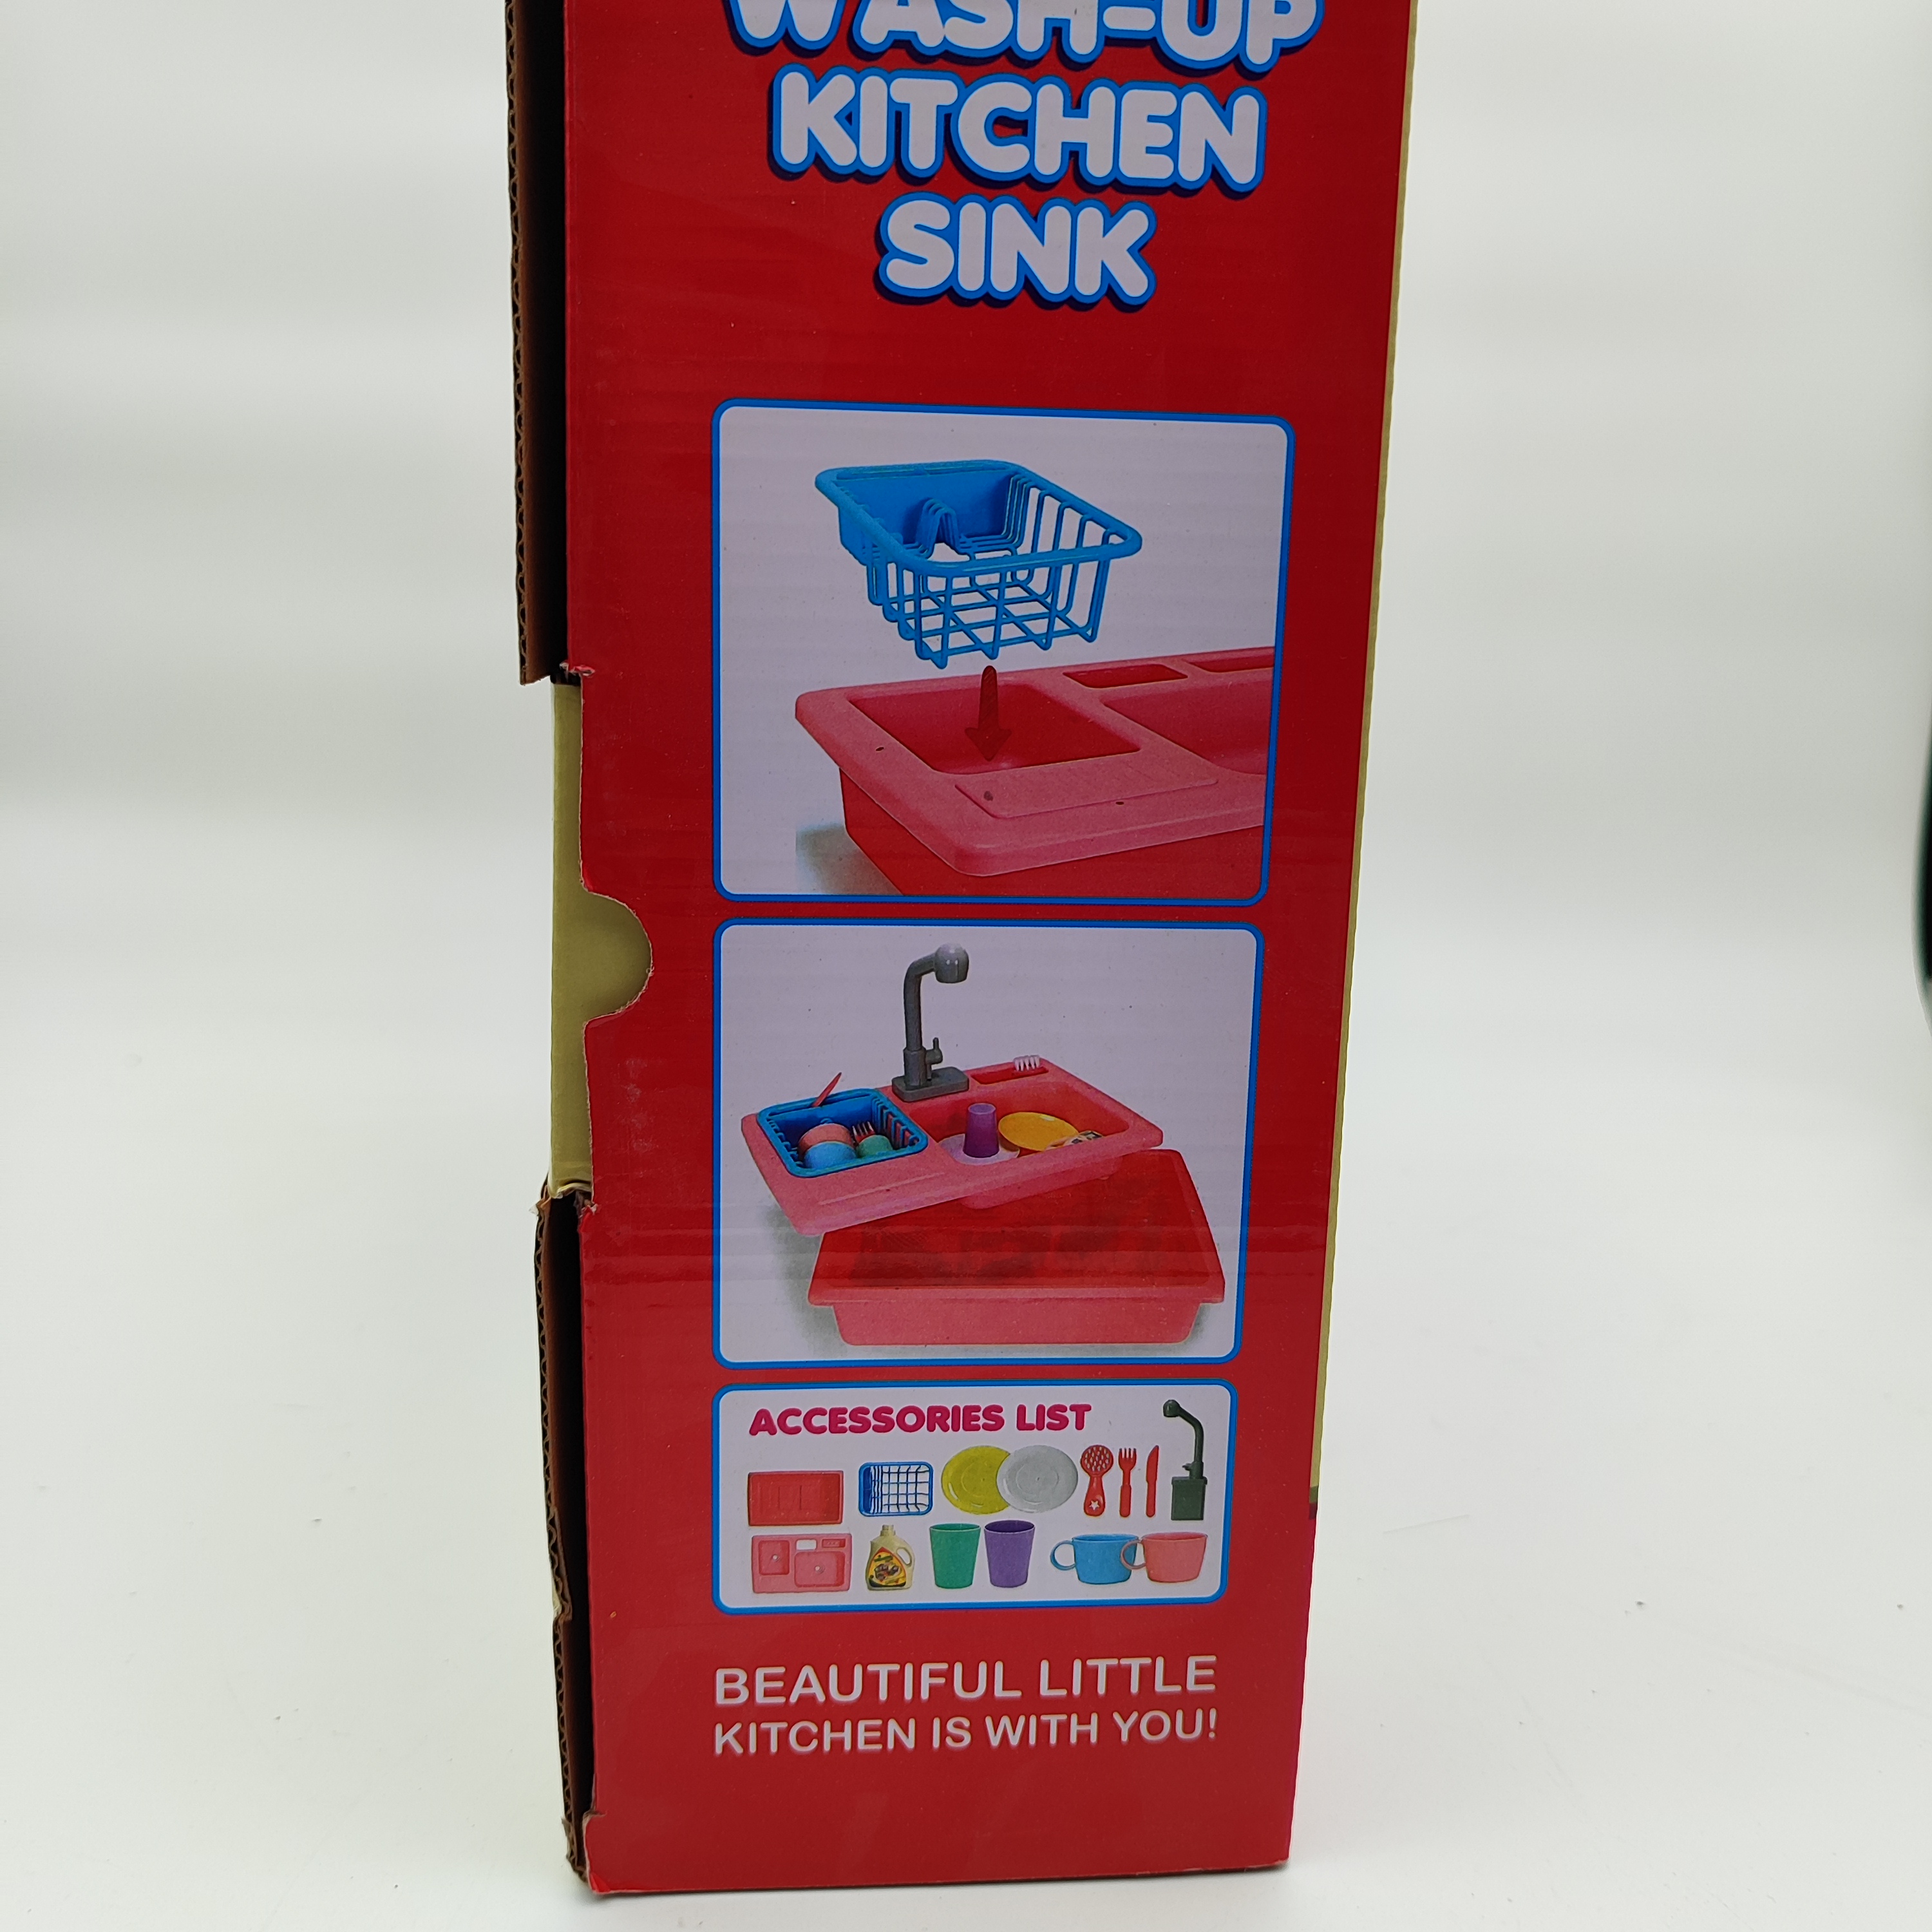 WASH-UP
KITCHEN
SINK
ACCESSORIES LIST
BEAUTIFUL LITTLE
KITCHEN IS WITH YOU!